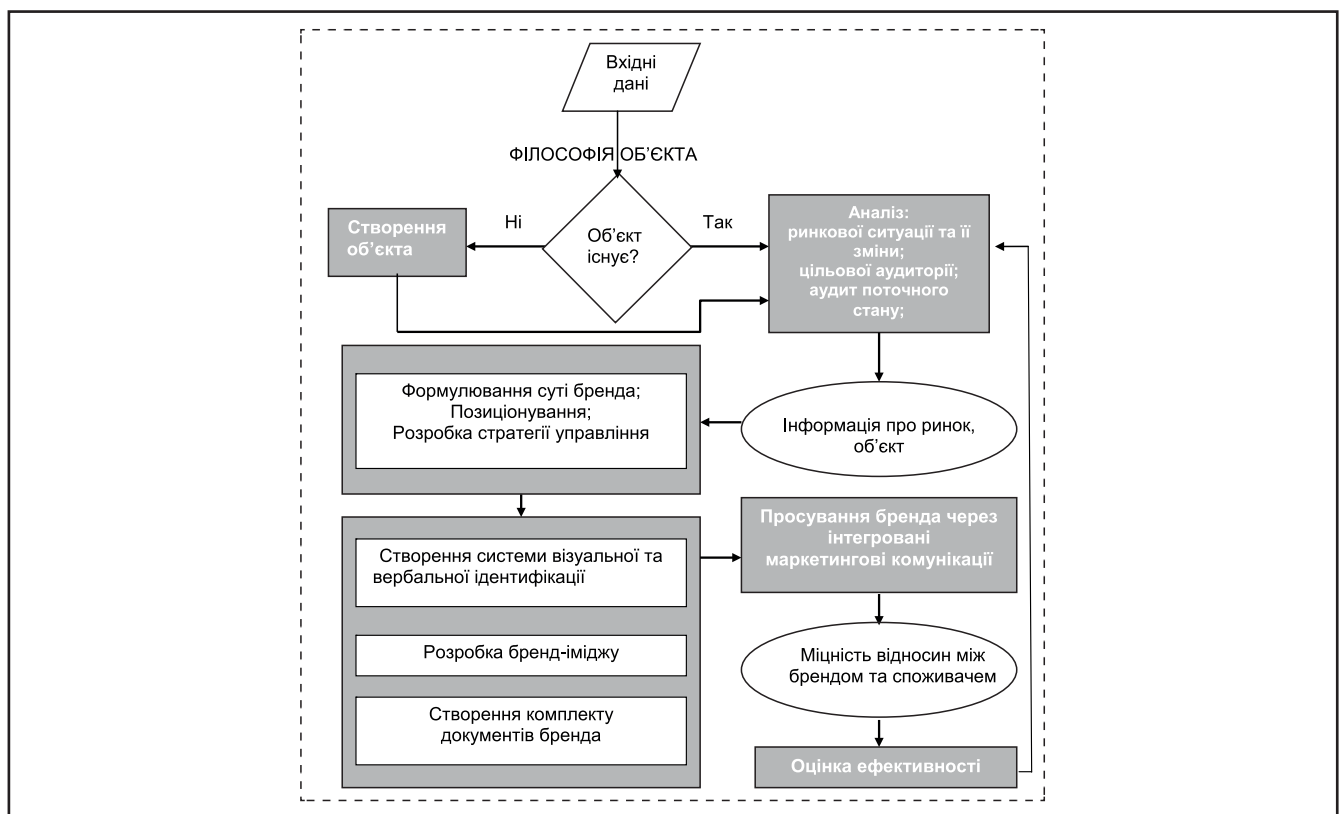 Вхідні
дані
ФІЛОСОФІЯ ОБ’ЄКТА
Об’єкт
існує?
Ні
Так
Створення
об’єкта
Аналіз:
ринкової ситуації та її
зміни;
цільової аудиторії;
аудит поточного
стану;
Інформація про ринок,
об’єкт
Формулювання суті бренда;
Позиціонування;
Розробка стратегії управління
Створення системи візуальної та
вербальної ідентифікації
Розробка бренд-іміджу
Створення комплекту
документів бренда
Просування бренда через
інтегровані
маркетингові комунікації
Міцність відносин між
брендом та споживачем
Оцінка ефективності